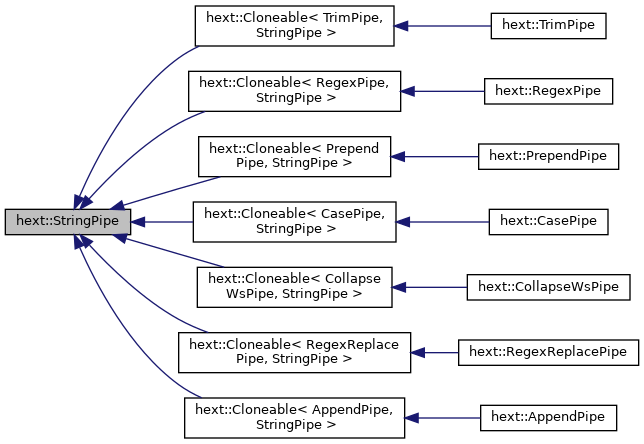 hext::Cloneable< TrimPipe,
StringPipe >
hext::TrimPipe
hext::Cloneable< RegexPipe,
StringPipe >
hext::RegexPipe
hext::Cloneable< Prepend
Pipe, StringPipe >
hext::PrependPipe
hext::StringPipe
hext::Cloneable< CasePipe,
StringPipe >
hext::CasePipe
hext::Cloneable< Collapse
WsPipe, StringPipe >
hext::CollapseWsPipe
hext::Cloneable< RegexReplace
Pipe, StringPipe >
hext::RegexReplacePipe
hext::Cloneable< AppendPipe,
StringPipe >
hext::AppendPipe